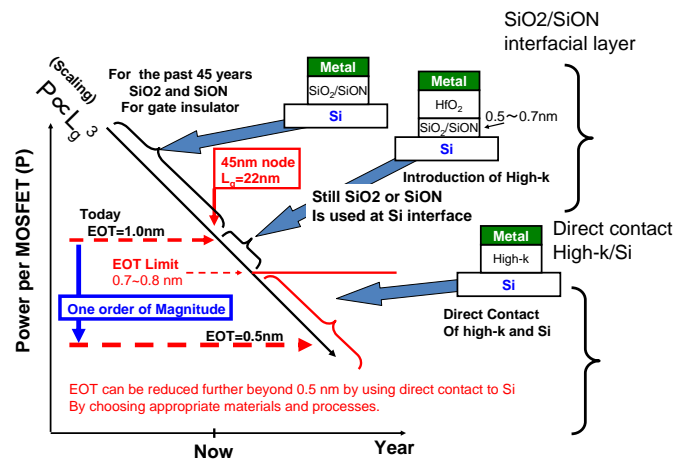 SiO2/SiON
interfacial layer
(Scaling)
P∝Lg3
For the past 45 years
SiO2 and SiON
For gate insulator
Metal
SiO2/SiON
Si
Metal
HfO2
SiO2/SiON
Si
0.5~0.7nm
Introduction of High-k
45nm node
Lg=22nm
Still SiO2 or SiON
Is used at Si interface
Power per MOSFET (P)
Today
EOT=1.0nm
EOT Limit
0.7~0.8 nm
One order of Magnitude
EOT=0.5nm
Direct contact
High-k/Si
Metal
High-k
Si
Direct Contact
Of high-k and Si
EOT can be reduced further beyond 0.5 nm by using direct contact to Si
By choosing appropriate materials and processes.
Now
Year